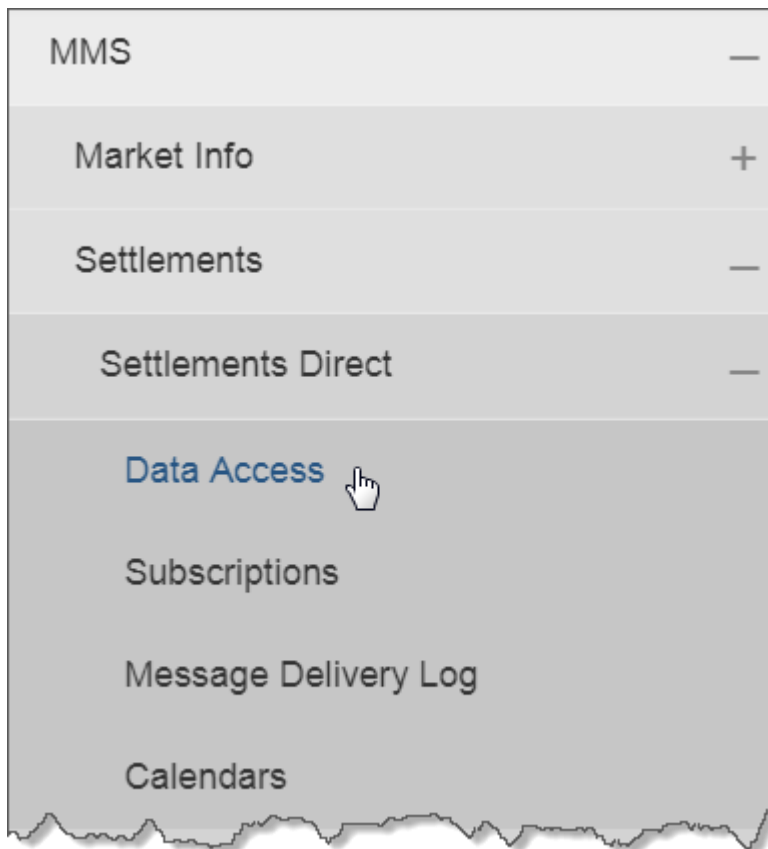 MMS
Market Info
Settlements
Settlements Direct
Data Access
Subscriptions
Message Delivery Log
Calendars